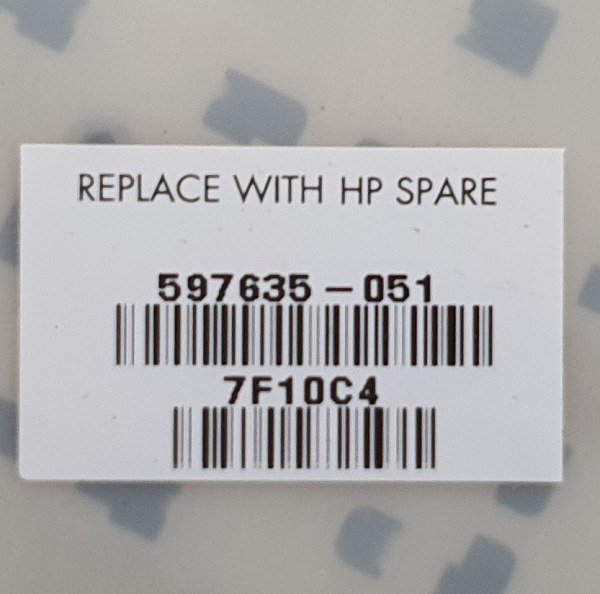 REPLACE WITH HP SPARE
597635-051
7F10C4